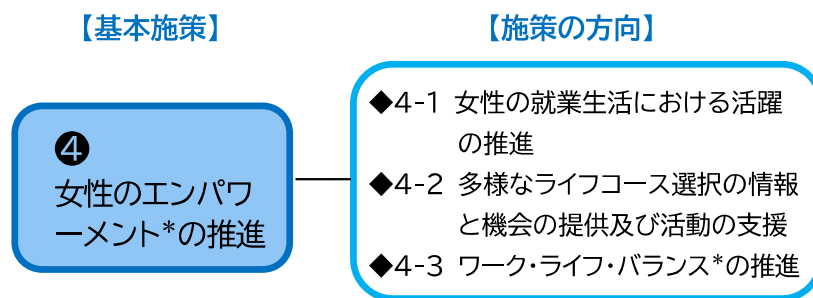 【基本施策】
【施策の方向】
❹
女性のエンパワ
ーメント*の推進
◆4-1 女性の就業生活における活躍
の推進
◆4-2 多様なライフコース選択の情報
と機会の提供及び活動の支援
◆4-3 ワーク・ライフ・バランス*の推進